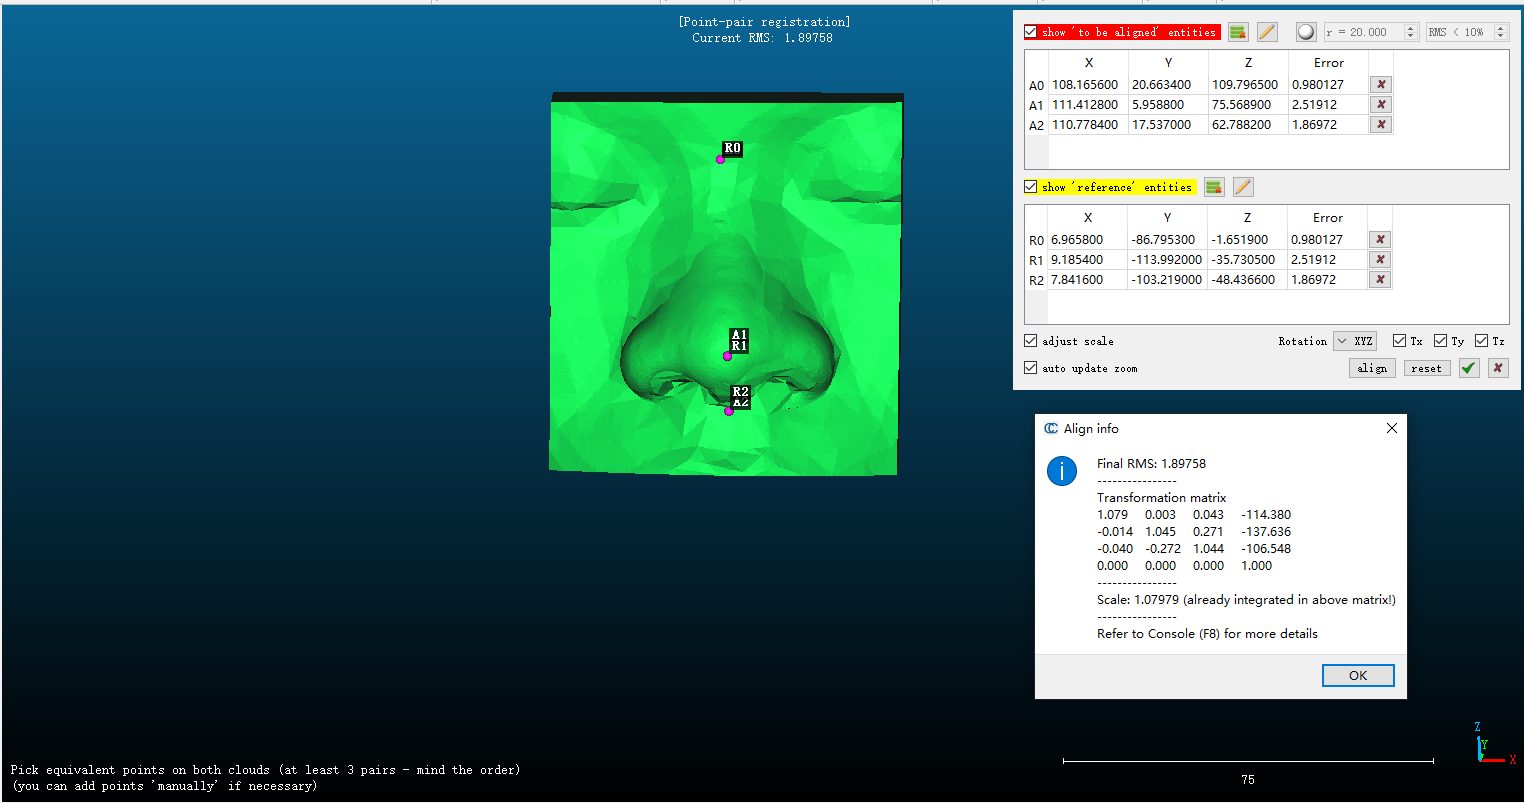 [Point-pair registration]
Current RMS: 1.89758
R0
A1
R1
R2
A2
show 'to be aligned' entities
r = 20.000
RMS < 10%
X Y Z Error
A0 108.165600 20.663400 109.796500 0.980127
A1 111.412800 5.958800 75.568900 2.51912
A2 110.778400 17.537000 62.788200 1.86972
show 'reference' entities
X Y Z Error
R0 6.965800 -86.795300 -1.651900 0.980127
R1 9.185400 -113.992000 -35.730500 2.51912
R2 7.841600 -103.219000 -48.436600 1.86972
adjust scale Rotation XYZ Tx Ty Tz
auto update zoom align reset
Align info
Final RMS: 1.89758
----------------
Transformation matrix
1.079 0.003 0.043 -114.380
-0.014 1.045 0.271 -137.636
-0.040 -0.272 1.044 -106.548
0.000 0.000 0.000 1.000
----------------
Scale: 1.07979 (already integrated in above matrix!)
----------------
Refer to Console (F8) for more details
OK
Pick equivalent points on both clouds (at least 3 pairs - mind the order)
(you can add points 'manually' if necessary)
75
Z
Y
X